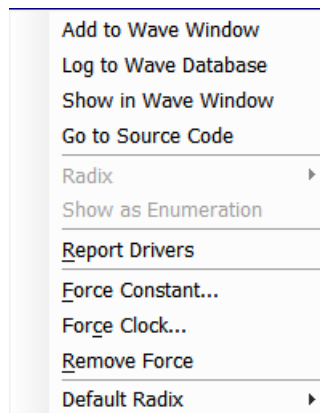 Add to Wave Window
Log to Wave Database
Show in Wave Window
Go to Source Code
Radix
Show as Enumeration
Report Drivers
Force Constant...
Force Clock...
Remove Force
Default Radix